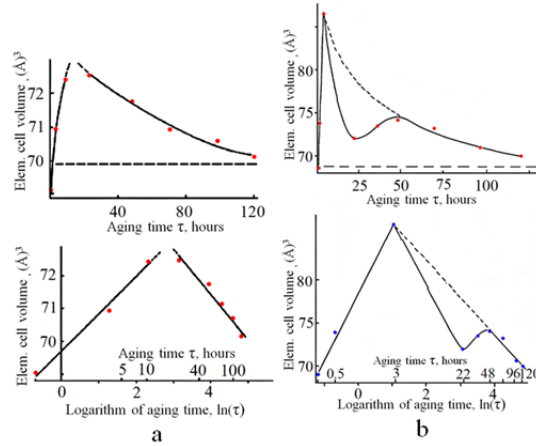 Elem. cell volume , (Å)³
72
71
70
0 40 80 120
Aging time τ, hours
Elem. cell volume , (Å)³
85
80
75
70
0 25 50 75 100
Aging time τ, hours
Elem. cell volume , (Å)³
72
71
70
Aging time τ, hours
5 10 40 100
0 2 4
Logarithm of aging time, ln(τ)
a
Elem. cell volume , (Å)³
85
80
75
70
Aging time τ, hours
0,5 3 22 48 96 120
0 2 4
Logarithm of aging time, ln(τ)
b